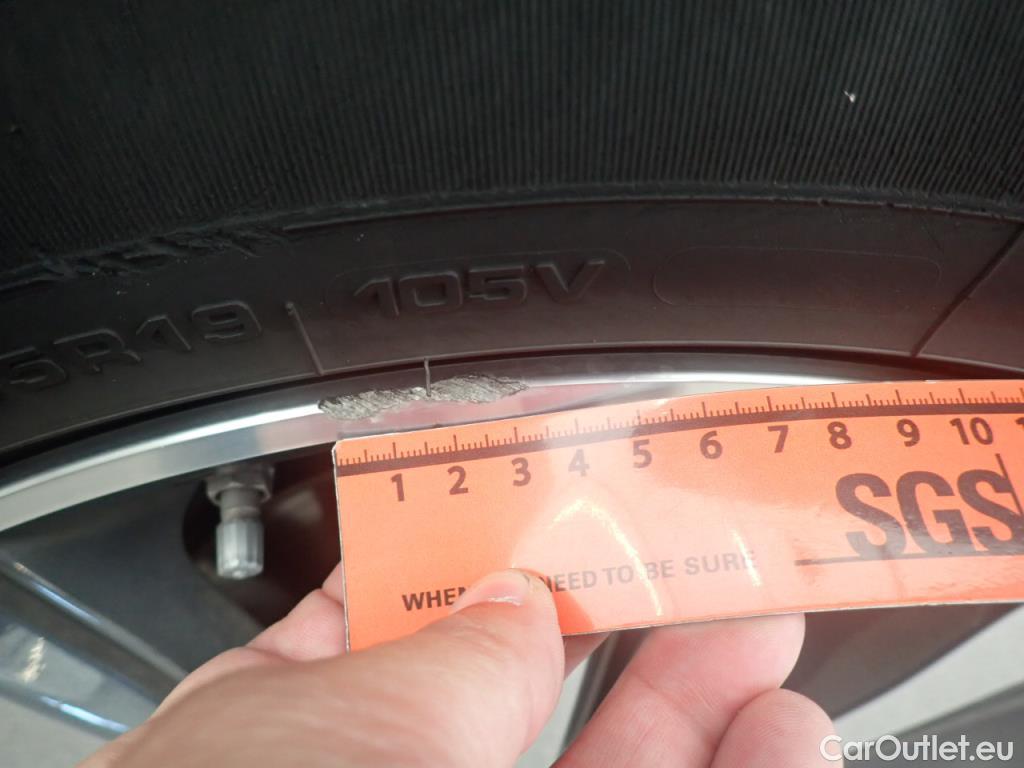 5R19 105V
1 2 3 4 5 6 7 8 9 10
SGS
WHEN NEED TO BE SURE
CarOutlet.eu